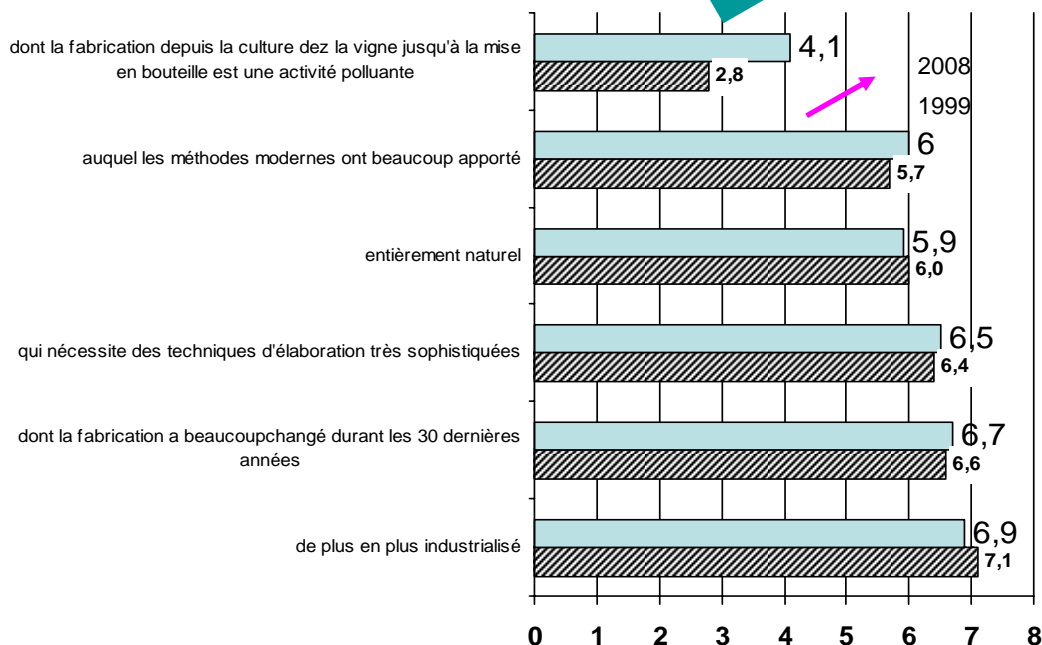 dont la fabrication depuis la culture dez la vigne jusqu'à la mise
en bouteille est une activité polluante
4,1
2,8
2008
1999
auquel les méthodes modernes ont beaucoup apporté
6
5,7
entièrement naturel
5,9
6,0
qui nécessite des techniques d'élaboration très sophistiquées
6,5
6,4
dont la fabrication a beaucoupchangé durant les 30 dernières
années
6,7
6,6
de plus en plus industrialisé
6,9
7,1
0 1 2 3 4 5 6 7 8